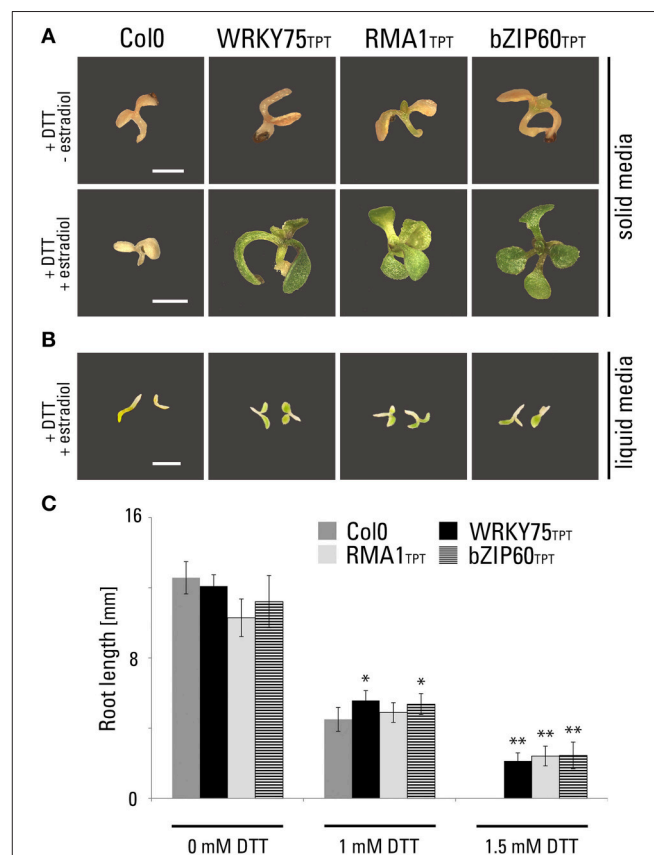 A
Col0 WRKY75TPT RMA1TPT bZIP60TPT
+ DTT
- estradiol
+ DTT
+ estradiol
solid media
B
+ DTT
+ estradiol
liquid media
C
16
8
0
Root length [mm]
Col0 WRKY75TPT
RMA1TPT bZIP60TPT
* *
** ** **
0 mM DTT 1 mM DTT 1.5 mM DTT